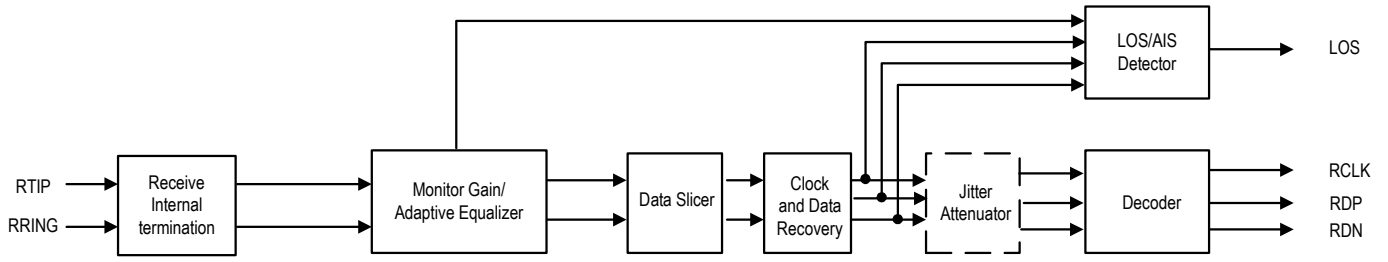 LOS/AIS
Detector
LOS
RTIP
RRING
Receive
Internal
termination
Monitor Gain/
Adaptive Equalizer
Data Slicer
Clock
and Data
Recovery
Jitter
Attenuator
Decoder
RCLK
RDP
RDN